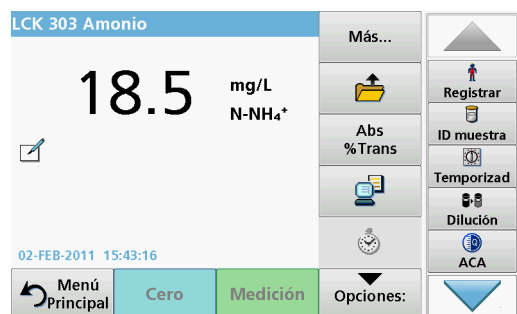 LCK 303 Amonio
18.5 mg/L
N-NH₄⁺
02-FEB-2011 15:43:16
Menú
Principal
Cero
Medición
Más...
Abs
%Trans
Opciones:
Registrar
ID muestra
Temporizad
Dilución
ACA